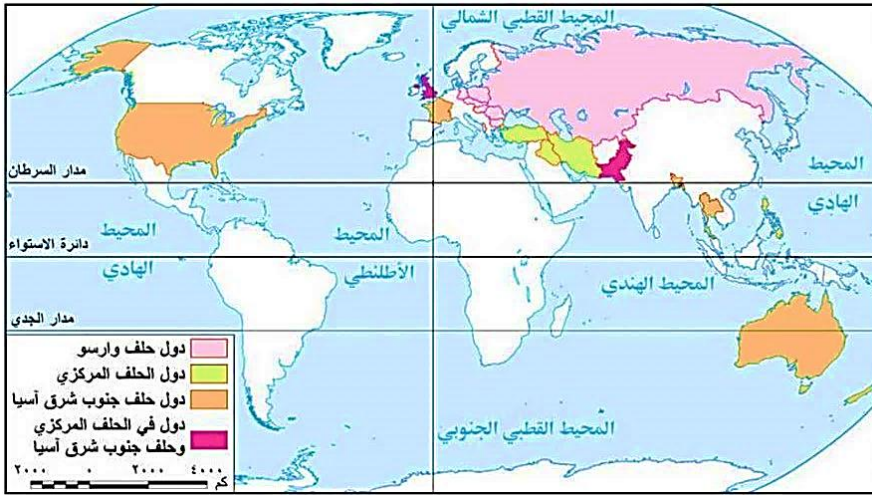 المحيط القطبي الشمالي
المحيط
الهادي
مدار السرطان
المحيط
الهادي
المحيط
الأطلنطي
دائرة الاستواء
المحيط الهندي
مدار الجدي
المحيط القطبي الجنوبي
دول حلف وارسو
دول الحلف المركزي
دول حلف جنوب شرق آسيا
دول في الحلف المركزي
وحلف جنوب شرق آسيا
٢٠٠٠ ٠ ٢٠٠٠ ٤٠٠٠
كم